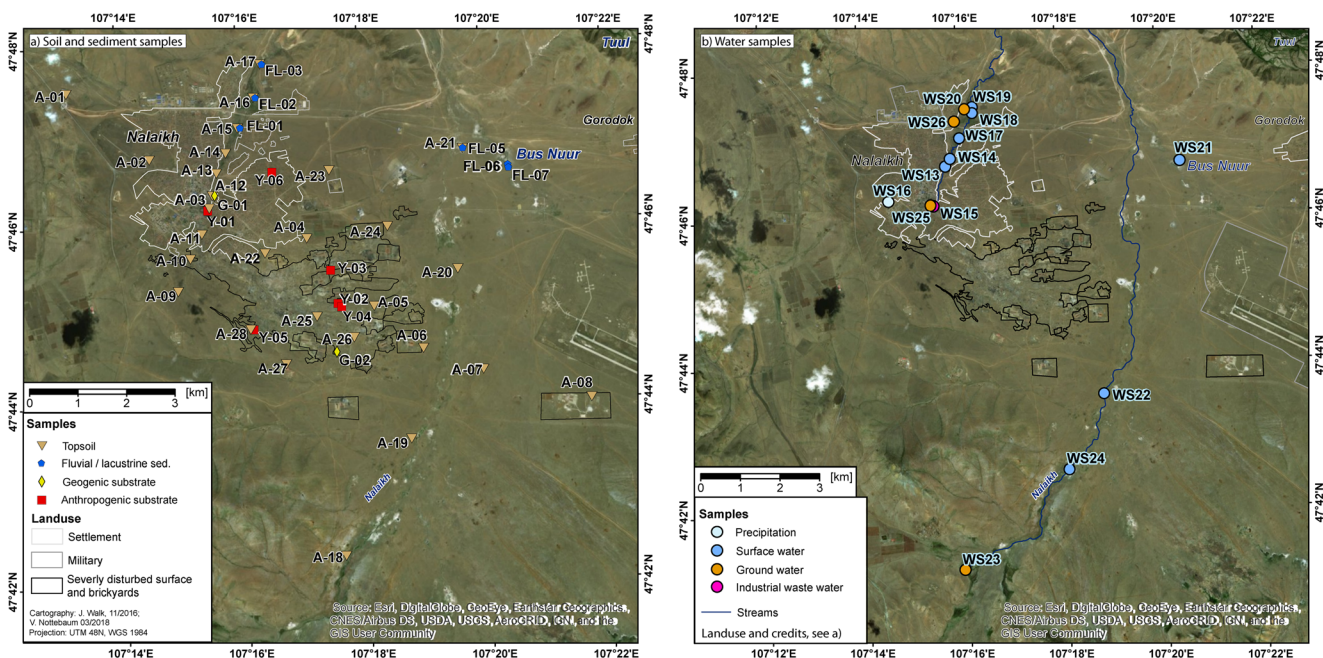 107°14'E 107°16'E 107°18'E 107°20'E 107°22'E
47°48'N
47°46'N
47°44'N
47°42'N
a) Soil and sediment samples
Tuul
A-17
FL-03
A-01
A-16
FL-02
A-15
FL-01
Nalaikh
Gorodok
A-14
A-21
FL-05
Bus Nuur
A-02
FL-06
FL-07
A-13
A-23
A-12
Y-06
A-03
G-01
Y-01
A-04
A-24
A-11
A-10
A-22
Y-03
A-20
A-09
Y-02
A-05
Y-04
A-25
A-28
Y-05
A-26
A-06
G-02
A-27
A-07
A-08
A-19
Nalaikh
A-18
0 1 2 3 [km]
Samples
Topsoil
Fluvial / lacustrine sed.
Geogenic substrate
Anthropogenic substrate
Landuse
Settlement
Military
Severly disturbed surface
and brickyards
Cartography: J. Walk, 11/2016;
V. Nottebaum 03/2018
Projection: UTM 48N, WGS 1984
Source: Esri, DigitalGlobe, GeoEye, Earthstar Geographics,
CNES/Airbus DS, USDA, USGS, AeroGRID, IGN, and the
GIS User Community
47°48'N
47°46'N
47°44'N
47°42'N
107°14'E 107°16'E 107°18'E 107°20'E 107°22'E
107°12'E 107°14'E 107°16'E 107°18'E 107°20'E 107°22'E
47°48'N
47°46'N
47°44'N
47°42'N
b) Water samples
Tuul
WS20
WS19
WS26
WS18
Gorodok
WS17
Nalaikh
WS14
WS21
Bus Nuur
WS13
WS16
WS25
WS15
WS22
WS24
Nalaikh
WS23
0 1 2 3 [km]
Samples
Precipitation
Surface water
Ground water
Industrial waste water
Streams
Landuse and credits, see a)
Source: Esri, DigitalGlobe, GeoEye, Earthstar Geographics,
CNES/Airbus DS, USDA, USGS, AeroGRID, IGN, and the
GIS User Community
47°48'N
47°46'N
47°44'N
47°42'N
107°12'E 107°14'E 107°16'E 107°18'E 107°20'E 107°22'E